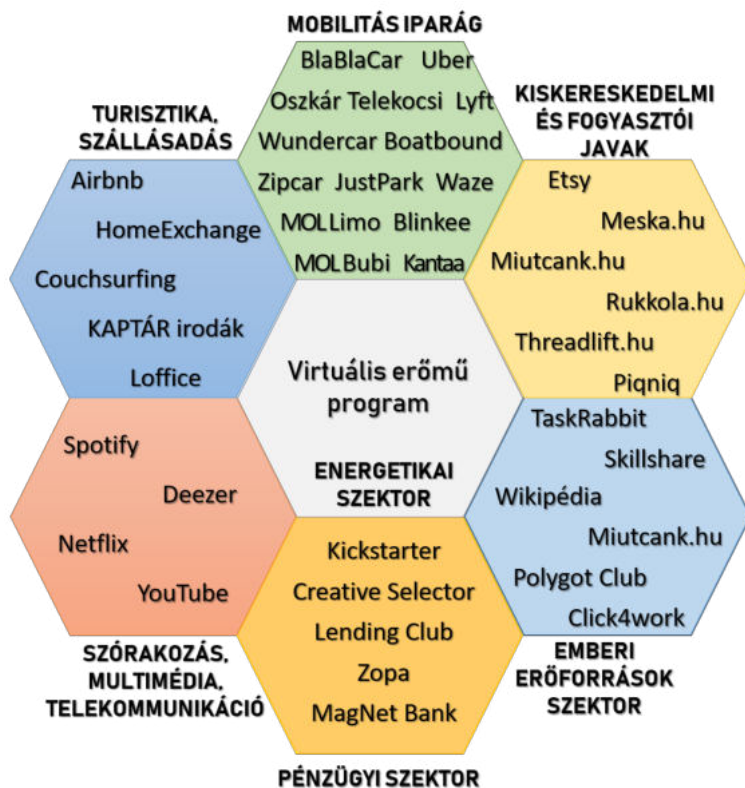 MOBILITÁS IPARÁG
BlaBlaCar Uber
Oszkár Telekocsi Lyft
Wundercar Boatbound
Zipcar JustPark Waze
MOL Limo Blinkee
MOL Bubi Kantaa
TURISZTIKA,
SZÁLLÁSADÁS
Airbnb
HomeExchange
Couchsurfing
KAPTÁR irodák
Loffice
KISKERESKEDELMI
ÉS FOGYASZTÓI
JAVAK
Etsy
Meska.hu
Miutcank.hu
Rukkola.hu
Threadlift.hu
Piqniq
Virtuális erőmű
program
ENERGETIKAI
SZEKTOR
Spotify
Deezer
Netflix
YouTube
SZÓRAKOZÁS,
MULTIMÉDIA,
TELEKOMMUNIKÁCIÓ
TaskRabbit
Skillshare
Wikipédia
Miutcank.hu
Polygot Club
Click4work
EMBERI
ERŐFORRÁSOK
SZEKTOR
Kickstarter
Creative Selector
Lending Club
Zopa
MagNet Bank
PÉNZÜGYI SZEKTOR